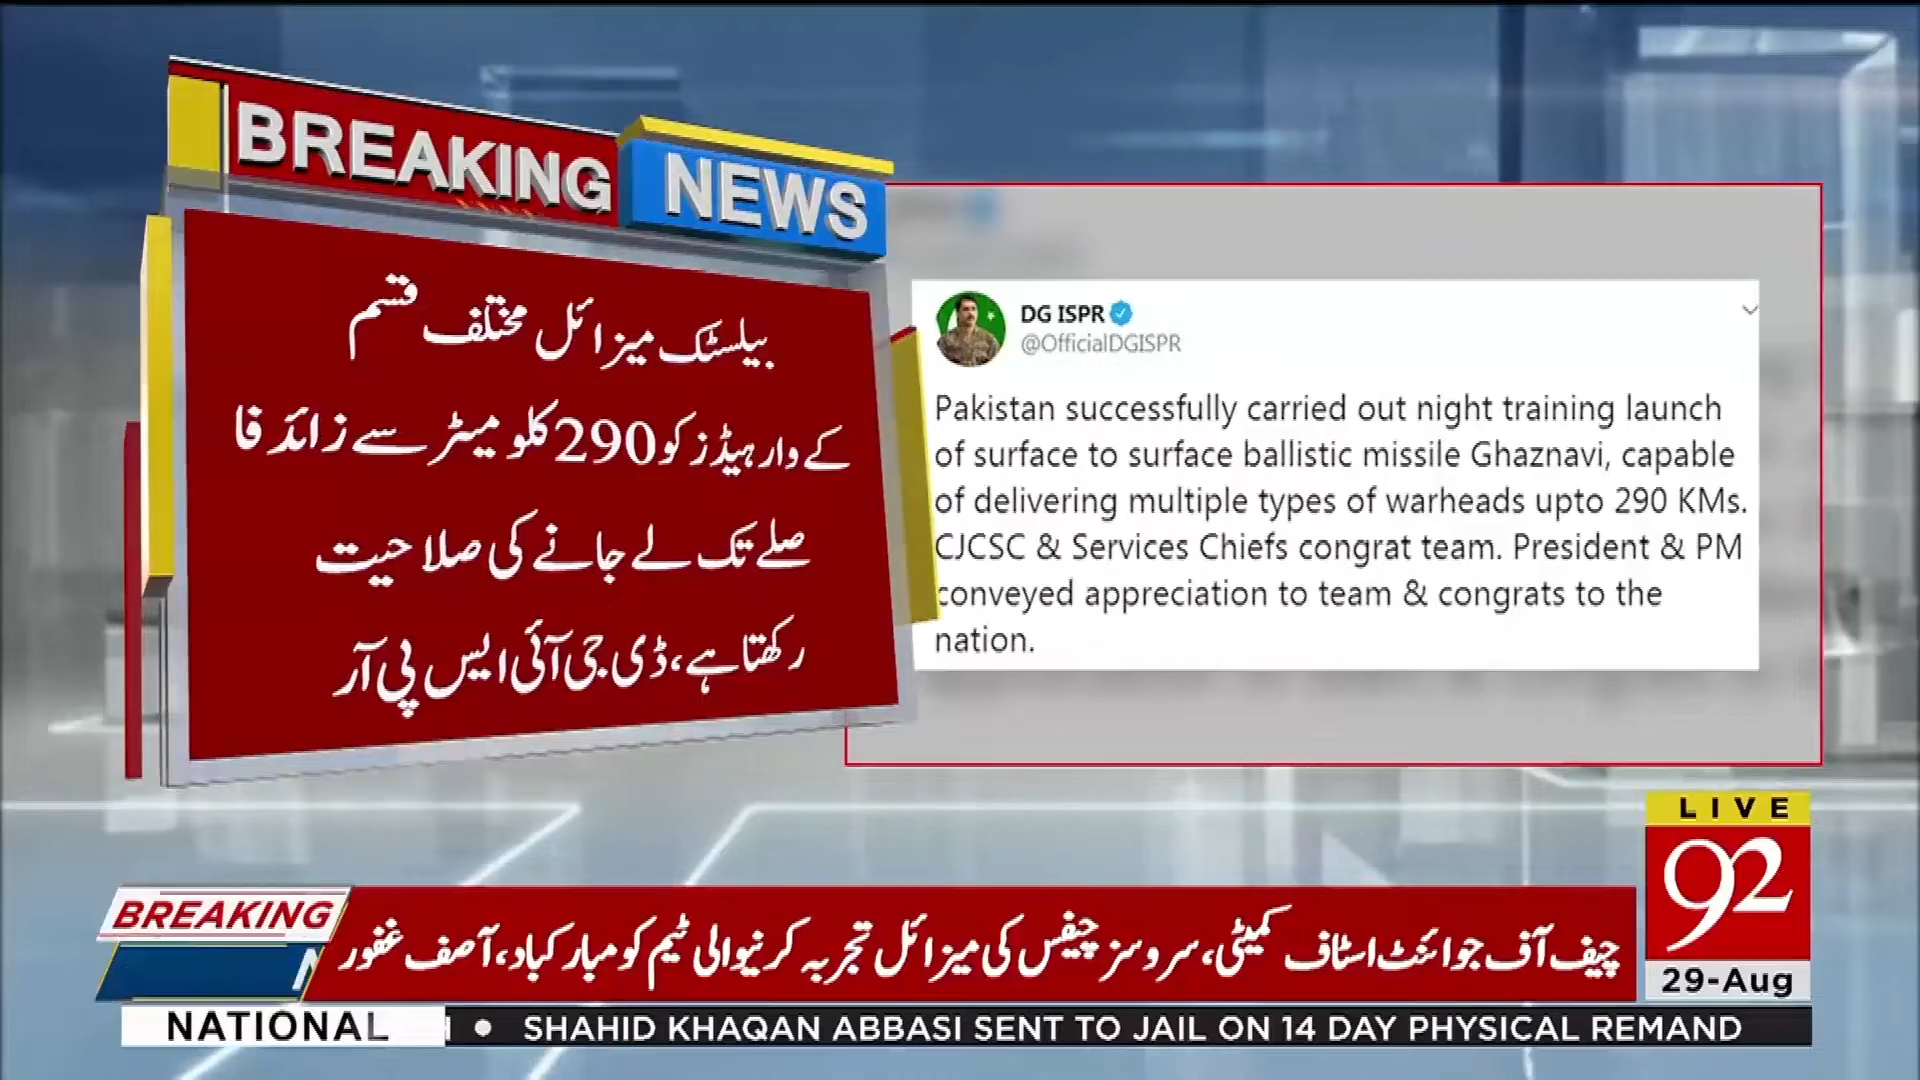 BREAKING NEWS
بیلسٹک میزائل مختلف قسم
کے وارہیڈز کو 290 کلو میٹر سے زائد فا
صلے تک لے جانے کی صلاحیت
رکھتا ہے، ڈی جی آئی ایس پی آر
DG ISPR
@OfficialDGISPR
Pakistan successfully carried out night training launch
of surface to surface ballistic missile Ghaznavi, capable
of delivering multiple types of warheads upto 290 KMs.
CJCSC & Services Chiefs congrat team. President & PM
conveyed appreciation to team & congrats to the
nation.
LIVE
92
29-Aug
BREAKING
چیف آف جوائنٹ اسٹاف کمیٹی، سروسز چیفس کی میزائل تجربہ کرنیوالی ٹیم کو مبارکباد، آصف غفور
NATIONAL
SHAHID KHAQAN ABBASI SENT TO JAIL ON 14 DAY PHYSICAL REMAND